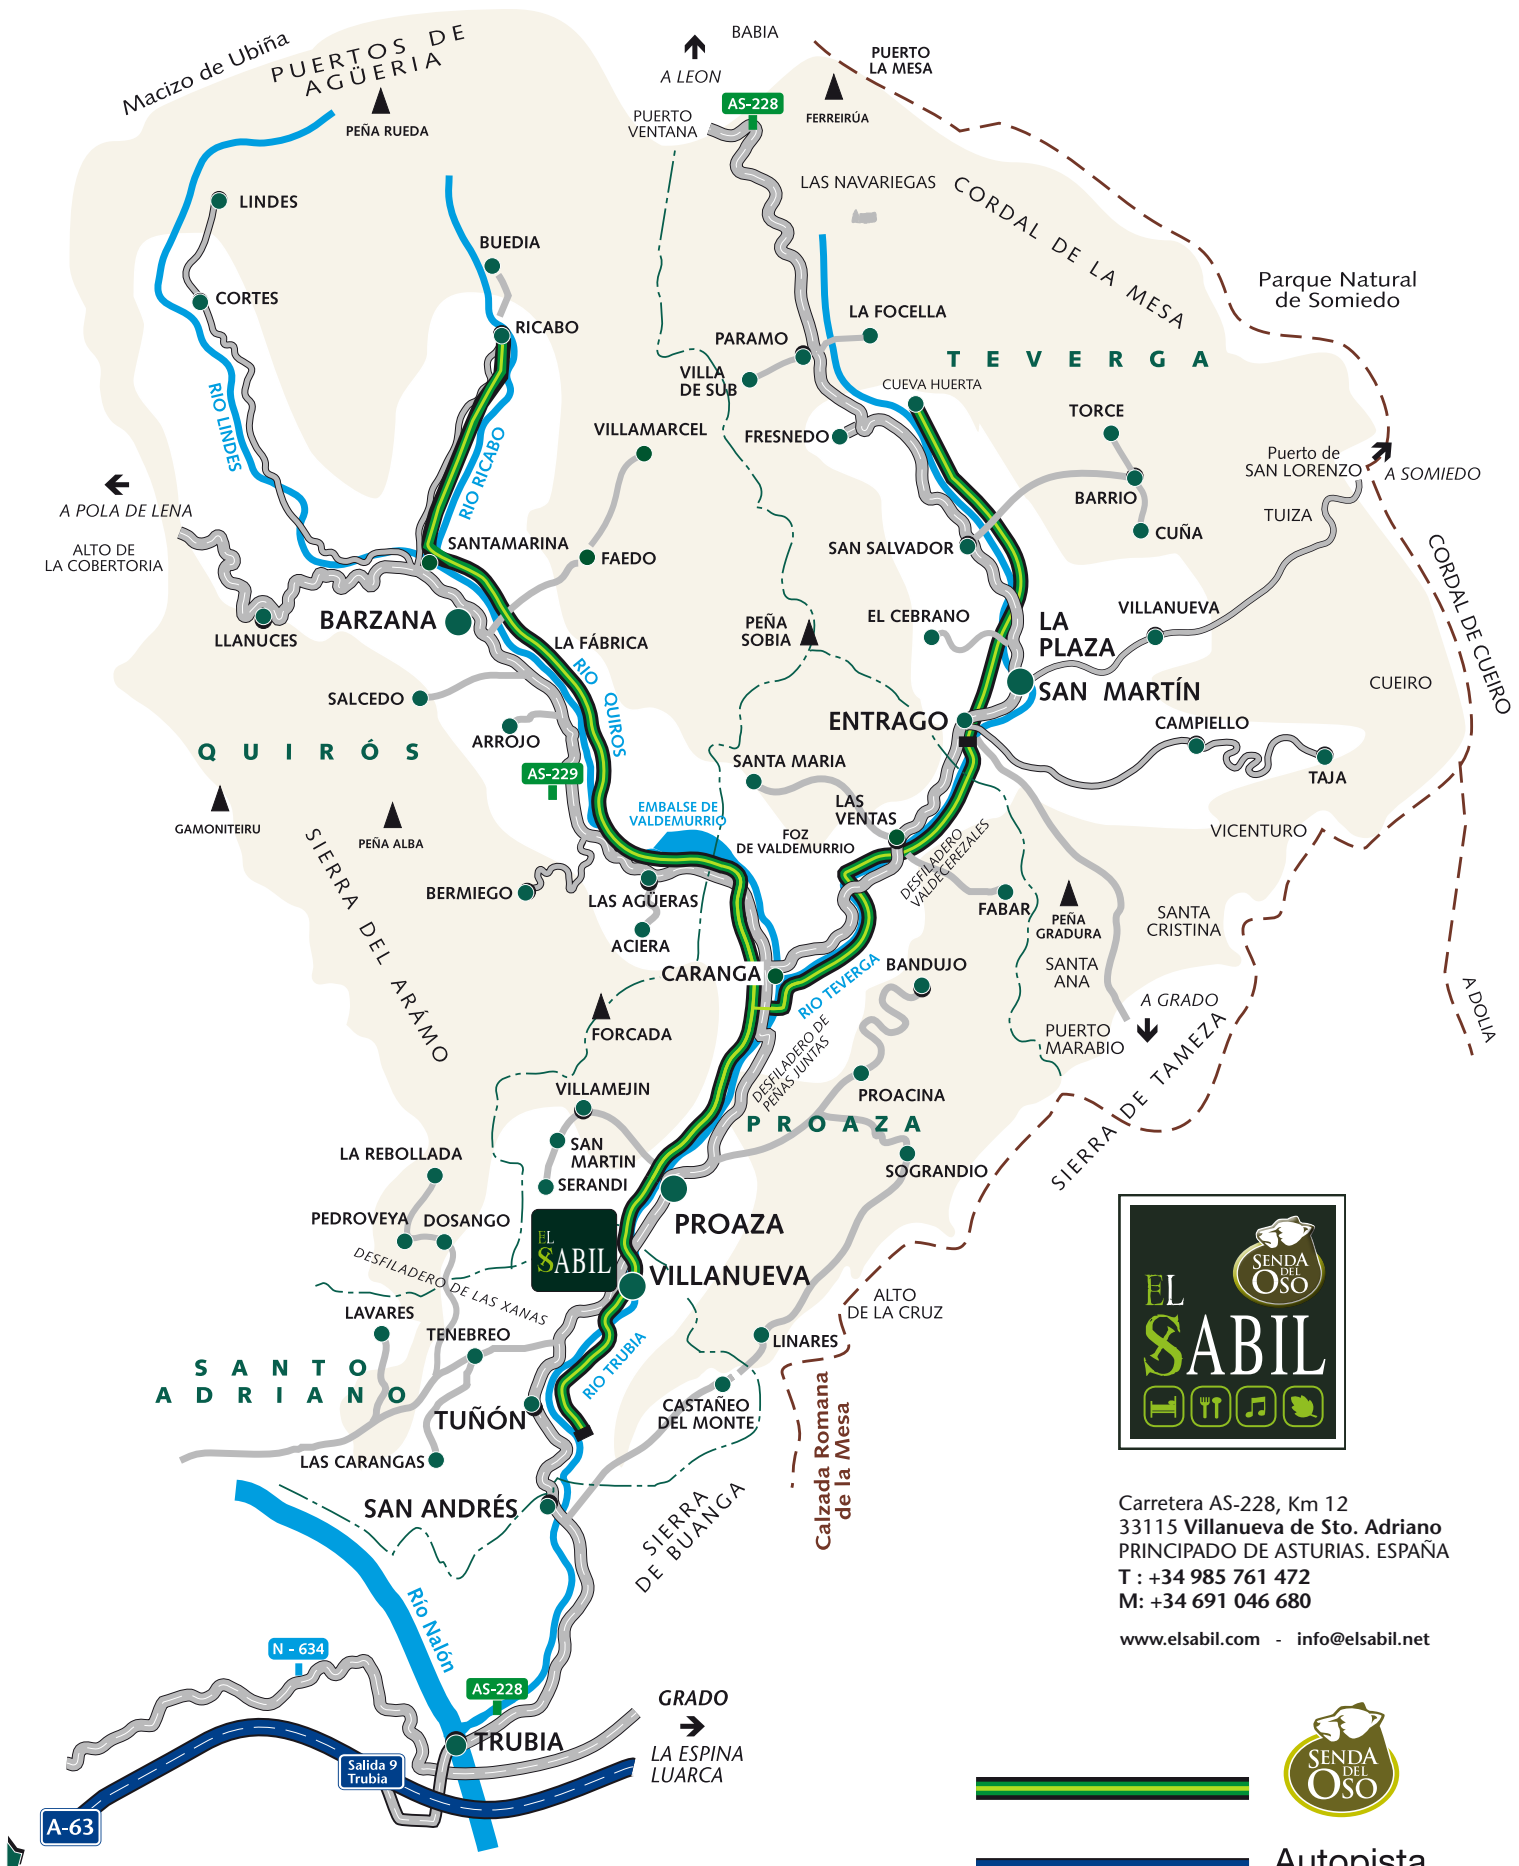 Macizo de Ubiña
PUERTOS DE
AGÜERIA
PEÑA RUEDA
BABIA
A LEON
PUERTO
VENTANA
AS-228
PUERTO
LA MESA
FERREIRÚA
LAS NAVARIEGAS
CORDAL DE LA MESA
Parque Natural
de Somiedo
LINDES
CORTES
BUEDIA
RICABO
RIO LINDES
RIO RICABO
LA FOCELLA
PARAMO
VILLA
DE SUB
TEVERGA
CUEVA HUERTA
FRESNEDO
TORCE
BARRIO
CUÑA
Puerto de
SAN LORENZO
A SOMIEDO
TUIZA
VILLAMARCEL
FAEDO
A POLA DE LENA
ALTO DE
LA COBERTORIA
SANTAMARINA
LLANUCES
BARZANA
LA FÁBRICA
SAN SALVADOR
EL CEBRANO
PEÑA
SOBIA
LA
PLAZA
VILLANUEVA
SAN MARTÍN
CUEIRO
CORDAL DE CUEIRO
SALCEDO
ARROJO
RIO QUIROS
QUIRÓS
AS-229
ENTRAGO
CAMPIELLO
TAJA
SANTA MARIA
LAS
VENTAS
EMBALSE DE
VALDEMURRIO
FOZ
DE VALDEMURRIO
DESFILADERO
VALDECEREZALES
VICENTURO
GAMONITEIRU
PEÑA ALBA
SIERRA DEL ARÁMO
BERMIEGO
LAS AGÜERAS
ACIERA
FABAR
PEÑA
GRADURA
SANTA
CRISTINA
SANTA
ANA
CARANGA
RIO TEVERGA
BANDUJO
A GRADO
PUERTO
MARABIO
A DOLIA
FORCADA
DESFILADERO DE
PEÑAS JUNTAS
SIERRA DE TAMEZA
VILLAMEJIN
PROACINA
PROAZA
SAN
MARTIN
SERANDI
SOGRANDIO
LA REBOLLADA
PEDROVEYA
DOSANGO
DESFILADERO DE LAS XANAS
EL
SABIL
PROAZA
VILLANUEVA
ALTO
DE LA CRUZ
LAVARES
TENEBREO
RIO TRUBIA
LINARES
SANTO
ADRIANO
CASTAÑEO
DEL MONTE
TUÑÓN
LAS CARANGAS
SAN ANDRÉS
SIERRA
DE BUANGA
Calzada Romana
de la Mesa
SENDA
DEL
OSO
EL
SABIL
Carretera AS-228, Km 12
33115 Villanueva de Sto. Adriano
PRINCIPADO DE ASTURIAS. ESPAÑA
T : +34 985 761 472
M: +34 691 046 680
www.elsabil.com - info@elsabil.net
Río Nalón
N - 634
AS-228
TRUBIA
GRADO
LA ESPINA
LUARCA
Salida 9
Trubia
A-63
SENDA
DEL
OSO
Autopista